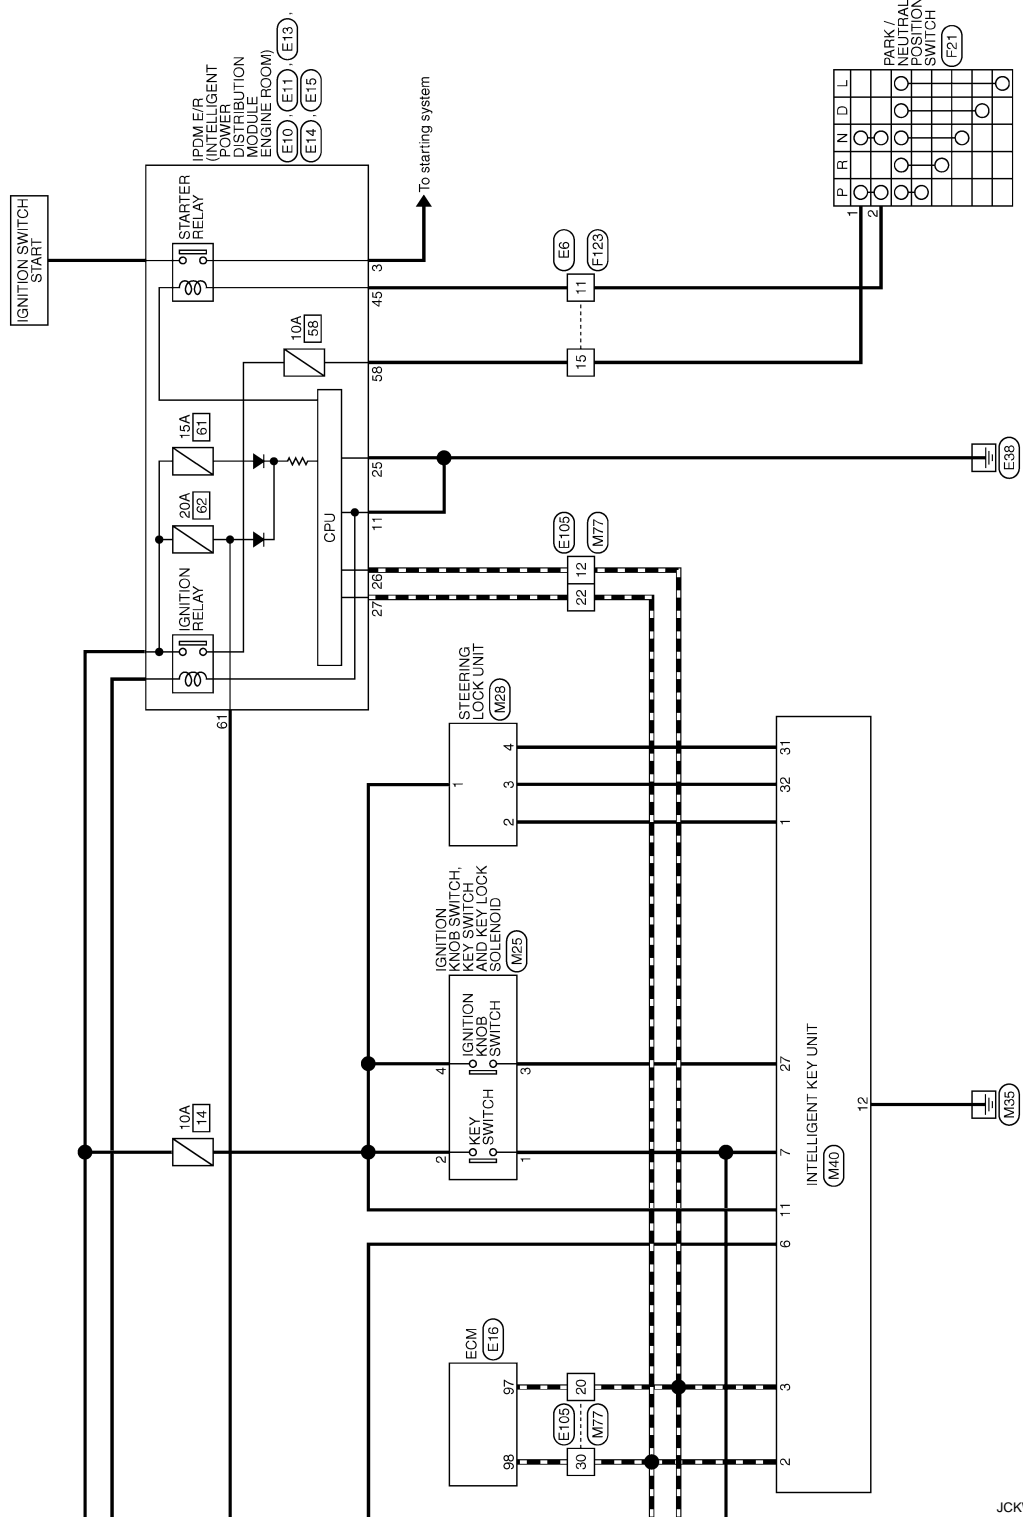 IGNITION SWITCH
START
IPDM E/R
(INTELLIGENT
POWER
DISTRIBUTION
MODULE
ENGINE ROOM)
E10 , E11 , E13 ,
E14 , E15
STARTER
RELAY
To starting system
3
45
10A
58
58
15A
61
20A
62
IGNITION
RELAY
CPU
25
11
26
27
61
E6
F123
11
15
PARK /
NEUTRAL
POSITION
SWITCH
F21
P R N D L
1
2
E38
E105
M77
12
22
STEERING
LOCK UNIT
M28
1
4
3
2
31
32
1
IGNITION
KNOB SWITCH,
KEY SWITCH
AND KEY LOCK
SOLENOID
M25
IGNITION
KNOB
SWITCH
4
3
27
KEY
SWITCH
2
1
7
10A
14
11
6
INTELLIGENT KEY UNIT
M40
12
M35
ECM
E16
97
98
20
30
E105
M77
3
2